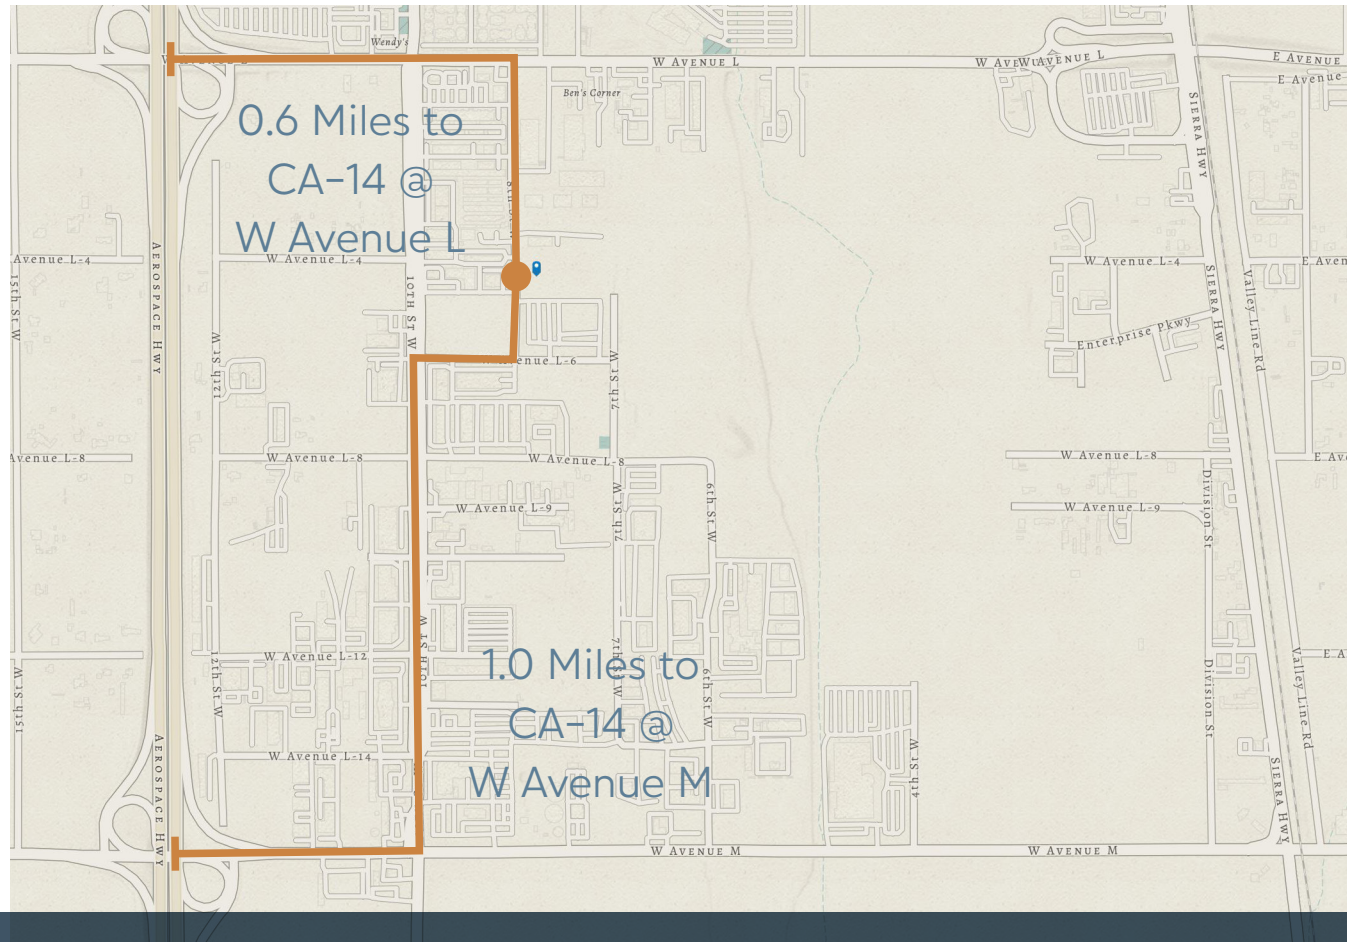 Wendy's
W AVENUE L
W AVENUE L
E AVENUE
E Avenue
Ben's Corner
SIERRA HWY
0.6 Miles to
CA-14 @
W Avenue L
8th St W
Avenue L-4
W Avenue L-4
W Avenue L-4
E Aven
15th St W
AEROSPACE HWY
10TH ST W
SIERRA HWY
Valley Line Rd
Enterprise Pkwy
12th St W
Avenue L-6
7th St W
Avenue L-8
W Avenue L-8
W Avenue L-8
W Avenue L-8
E Ave
W Avenue L-9
W Avenue L-9
7th St W
6th St W
Division St
10TH ST W
W Avenue L-12
E A
15th St W
12th St W
1.0 Miles to
CA-14 @
W Avenue M
7th St W
6th St W
Division St
Valley Line Rd
W Avenue L-14
4th St W
AEROSPACE HWY
SIERRA HWY
W AVENUE M
W AVENUE M